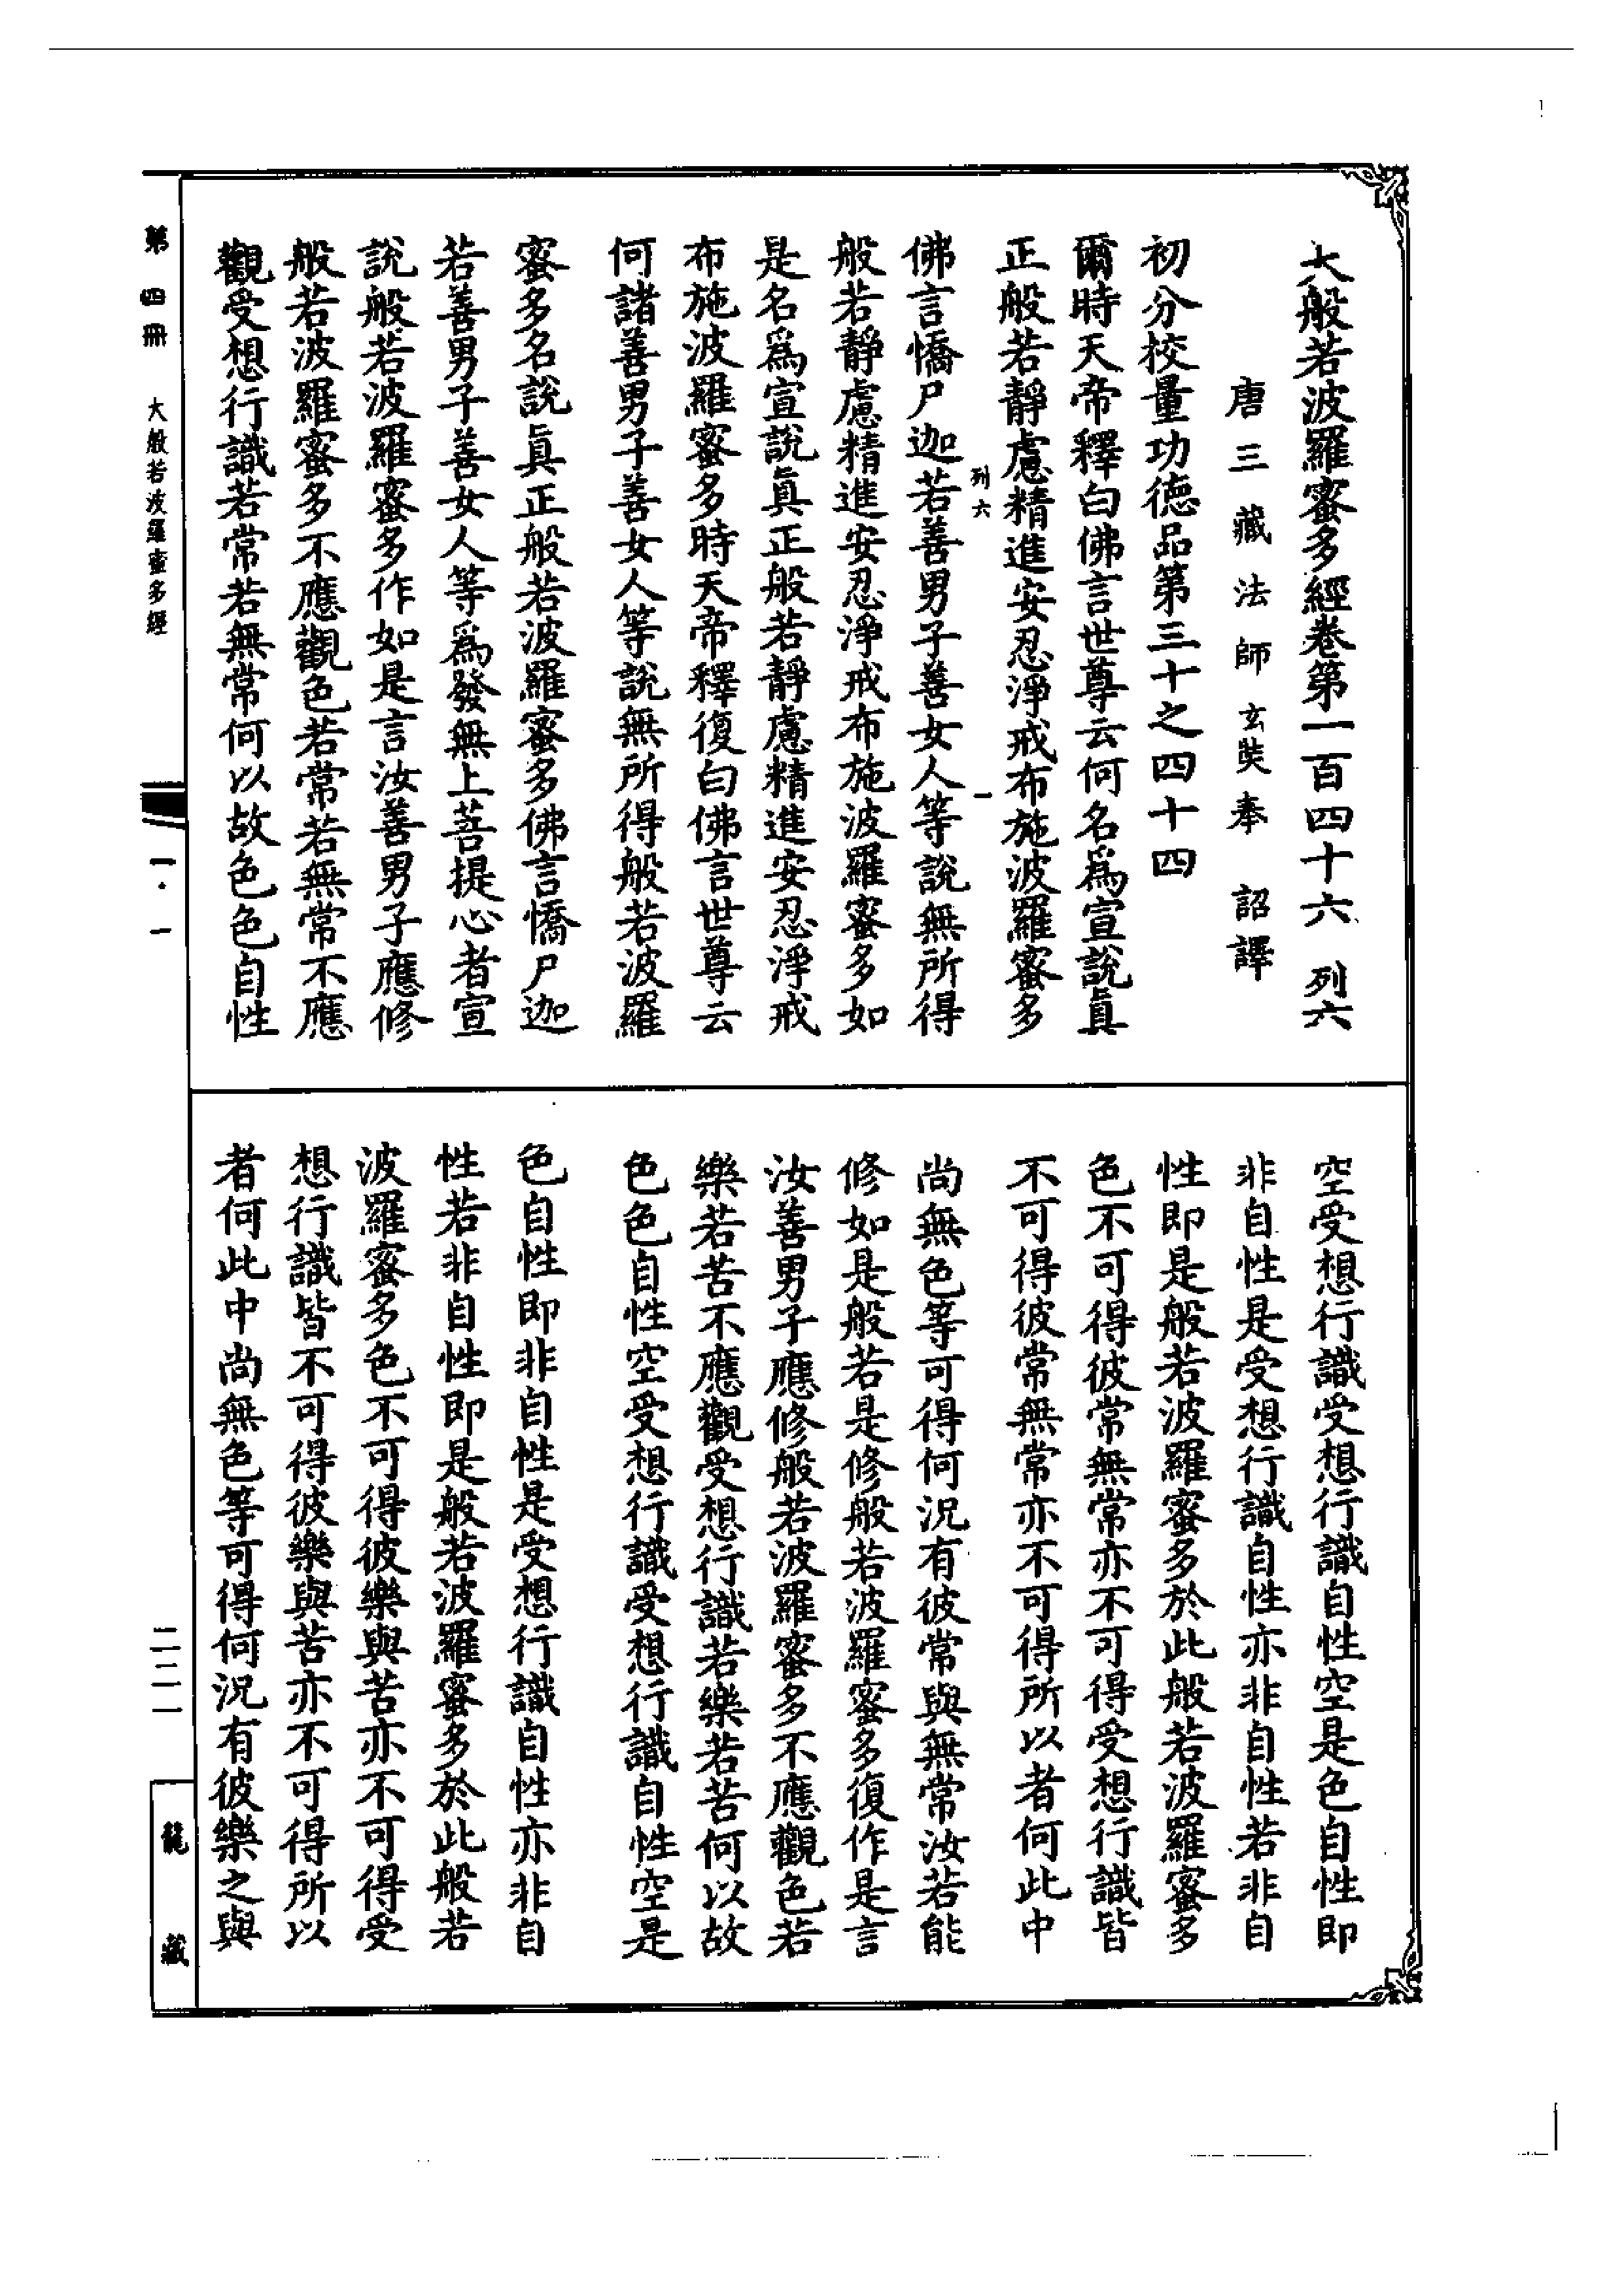 大般若波羅蜜多經卷第一百四十六　列六
唐三藏法師玄奘奉　詔譯
初分校量功德品第三十之四十四
爾時天帝釋白佛言世尊云何名爲宣說眞
正般若靜慮精進安忍淨戒布施波羅蜜多
列六　一
佛言憍尸迦若善男子善女人等說無所得
般若靜慮精進安忍淨戒布施波羅蜜多如
是名爲宣說眞正般若靜慮精進安忍淨戒
布施波羅蜜多時天帝釋復白佛言世尊云
何諸善男子善女人等說無所得般若波羅
蜜多名說眞正般若波羅蜜多佛言憍尸迦
若善男子善女人等爲發無上菩提心者宣
說般若波羅蜜多作如是言汝善男子應修
般若波羅蜜多不應觀色若常若無常不應
觀受想行識若常若無常何以故色色自性
空受想行識受想行識自性空是色自性即
非自性是受想行識自性亦非自性若非自
性即是般若波羅蜜多於此般若波羅蜜多
色不可得彼常無常亦不可得受想行識皆
不可得彼常無常亦不可得所以者何此中
尚無色等可得何況有彼常與無常汝若能
修如是般若是修般若波羅蜜多復作是言
汝善男子應修般若波羅蜜多不應觀色若
樂若苦不應觀受想行識若樂若苦何以故
色色自性空受想行識受想行識自性空是
色自性即非自性是受想行識自性亦非自
性若非自性即是般若波羅蜜多於此般若
波羅蜜多色不可得彼樂與苦亦不可得受
想行識皆不可得彼樂與苦亦不可得所以
者何此中尚無色等可得何況有彼樂之與
第四冊　大般若波羅蜜多經
一・一
二二一
龍藏